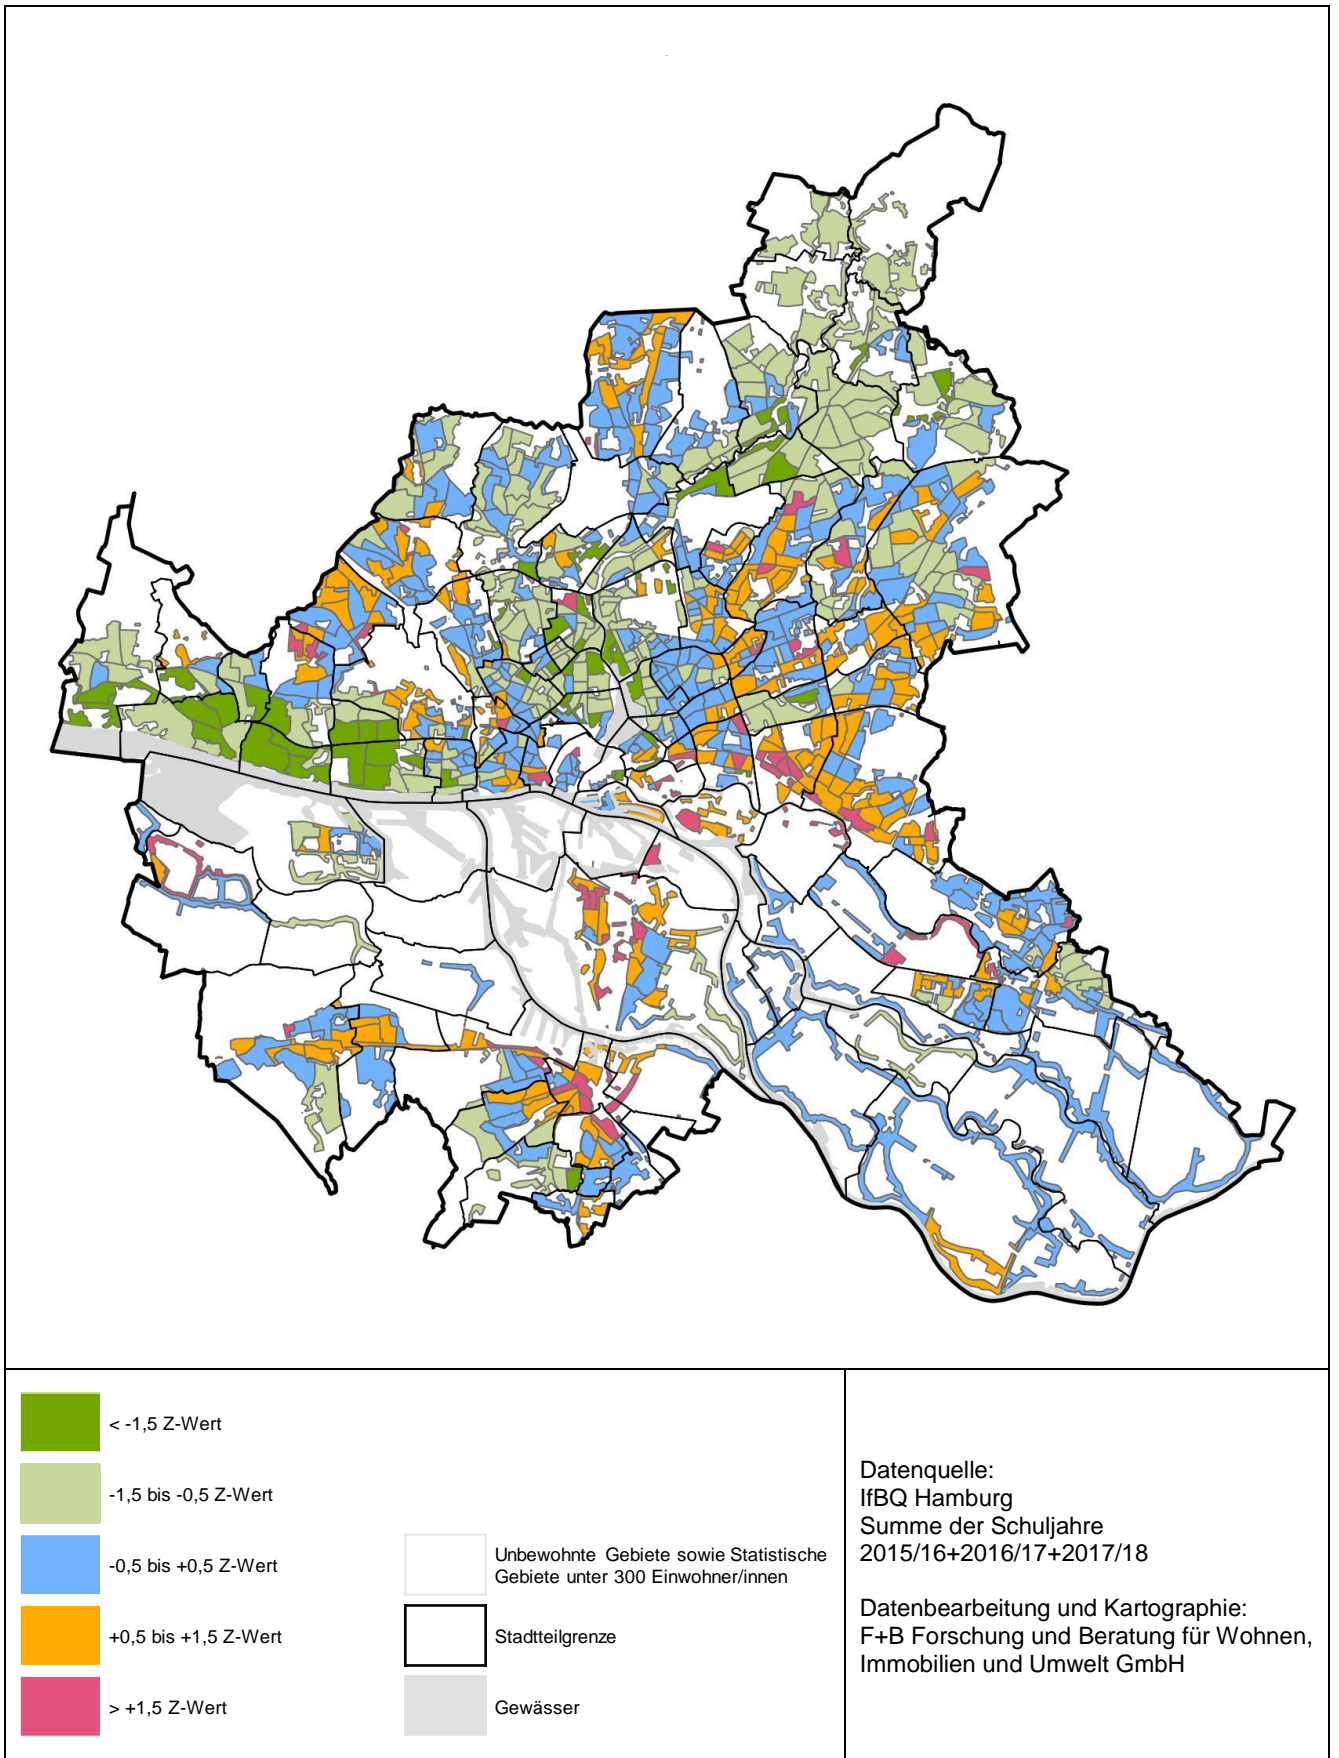 < -1,5 Z-Wert
-1,5 bis -0,5 Z-Wert
-0,5 bis +0,5 Z-Wert
+0,5 bis +1,5 Z-Wert
> +1,5 Z-Wert
Unbewohnte Gebiete sowie Statistische
Gebiete unter 300 Einwohner/innen
Stadtteilgrenze
Gewässer
Datenquelle:
IfBQ Hamburg
Summe der Schuljahre
2015/16+2016/17+2017/18
Datenbearbeitung und Kartographie:
F+B Forschung und Beratung für Wohnen,
Immobilien und Umwelt GmbH